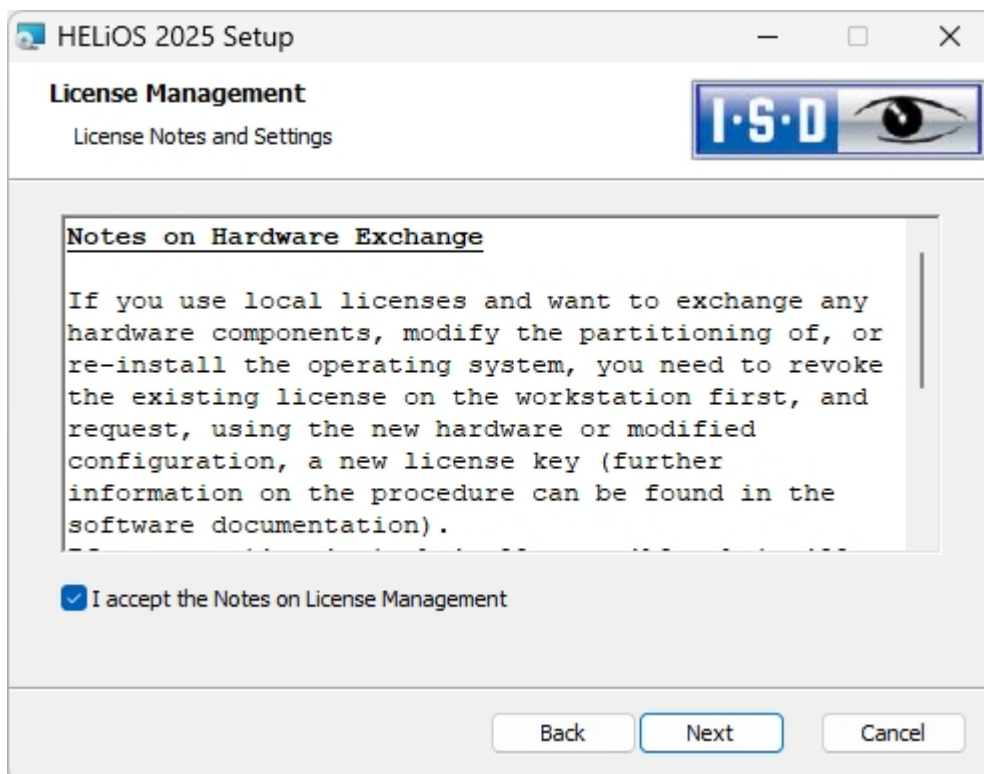 HELiOS 2025 Setup
License Management
License Notes and Settings
I·S·D
Notes on Hardware Exchange
If you use local licenses and want to exchange any
hardware components, modify the partitioning of, or
re-install the operating system, you need to revoke
the existing license on the workstation first, and
request, using the new hardware or modified
configuration, a new license key (further
information on the procedure can be found in the
software documentation).
I accept the Notes on License Management
Back
Next
Cancel